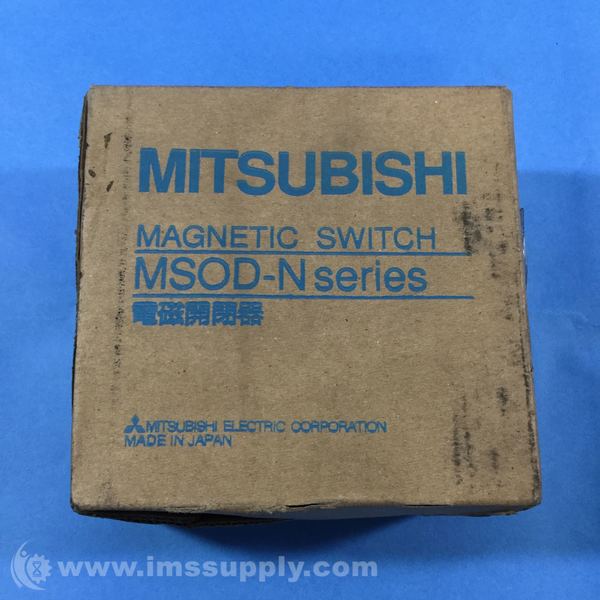 MITSUBISHI
MAGNETIC SWITCH
MSOD-N series
電磁開閉器
MITSUBISHI ELECTRIC CORPORATION
MADE IN JAPAN
www.imssupply.com